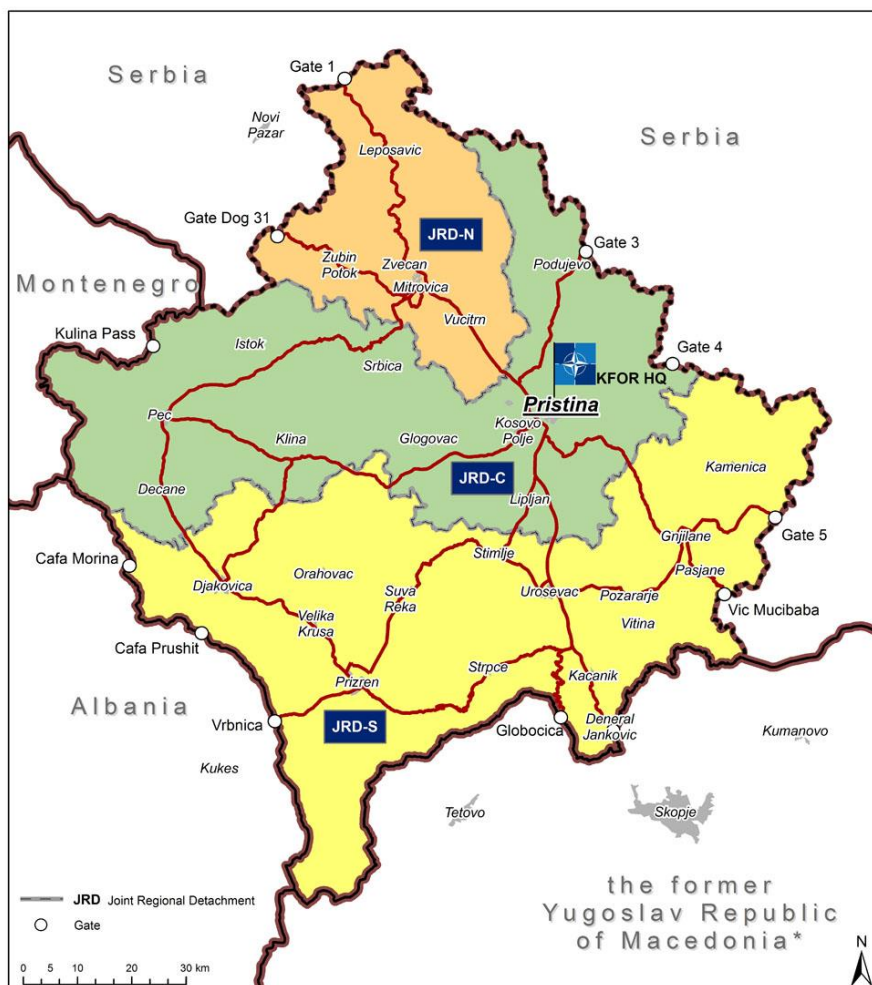 Gate 1
Serbia
Novi
Pazar
Serbia
Leposavic
Gate Dog 31
JRD-N
Gate 3
Zubin
Potok
Zvecan
Podujevo
Montenegro
Mitrovica
Vucitrn
Kulina Pass
Istok
Srbica
Gate 4
KFOR HQ
Pristina
Pec
Klina
Glogovac
Kosovo
Polje
Kamenica
JRD-C
Decane
Lipljan
Gate 5
Gnjilane
Cafa Morina
Stimlje
Orahovac
Djakovica
Suva
Reka
Urosevac
Pozararje
Pasjane
Vic Mucibaba
Velika
Krusa
Vitina
Cafa Prushit
Strpce
Kacanik
Prizren
Albania
Vrbnica
JRD-S
Globocica
Deneral
Jankovic
Kumanovo
Kukes
Tetovo
Skopje
the former
Yugoslav Republic
of Macedonia*
JRD Joint Regional Detachment
Gate
0 5 10 20 30 km
N